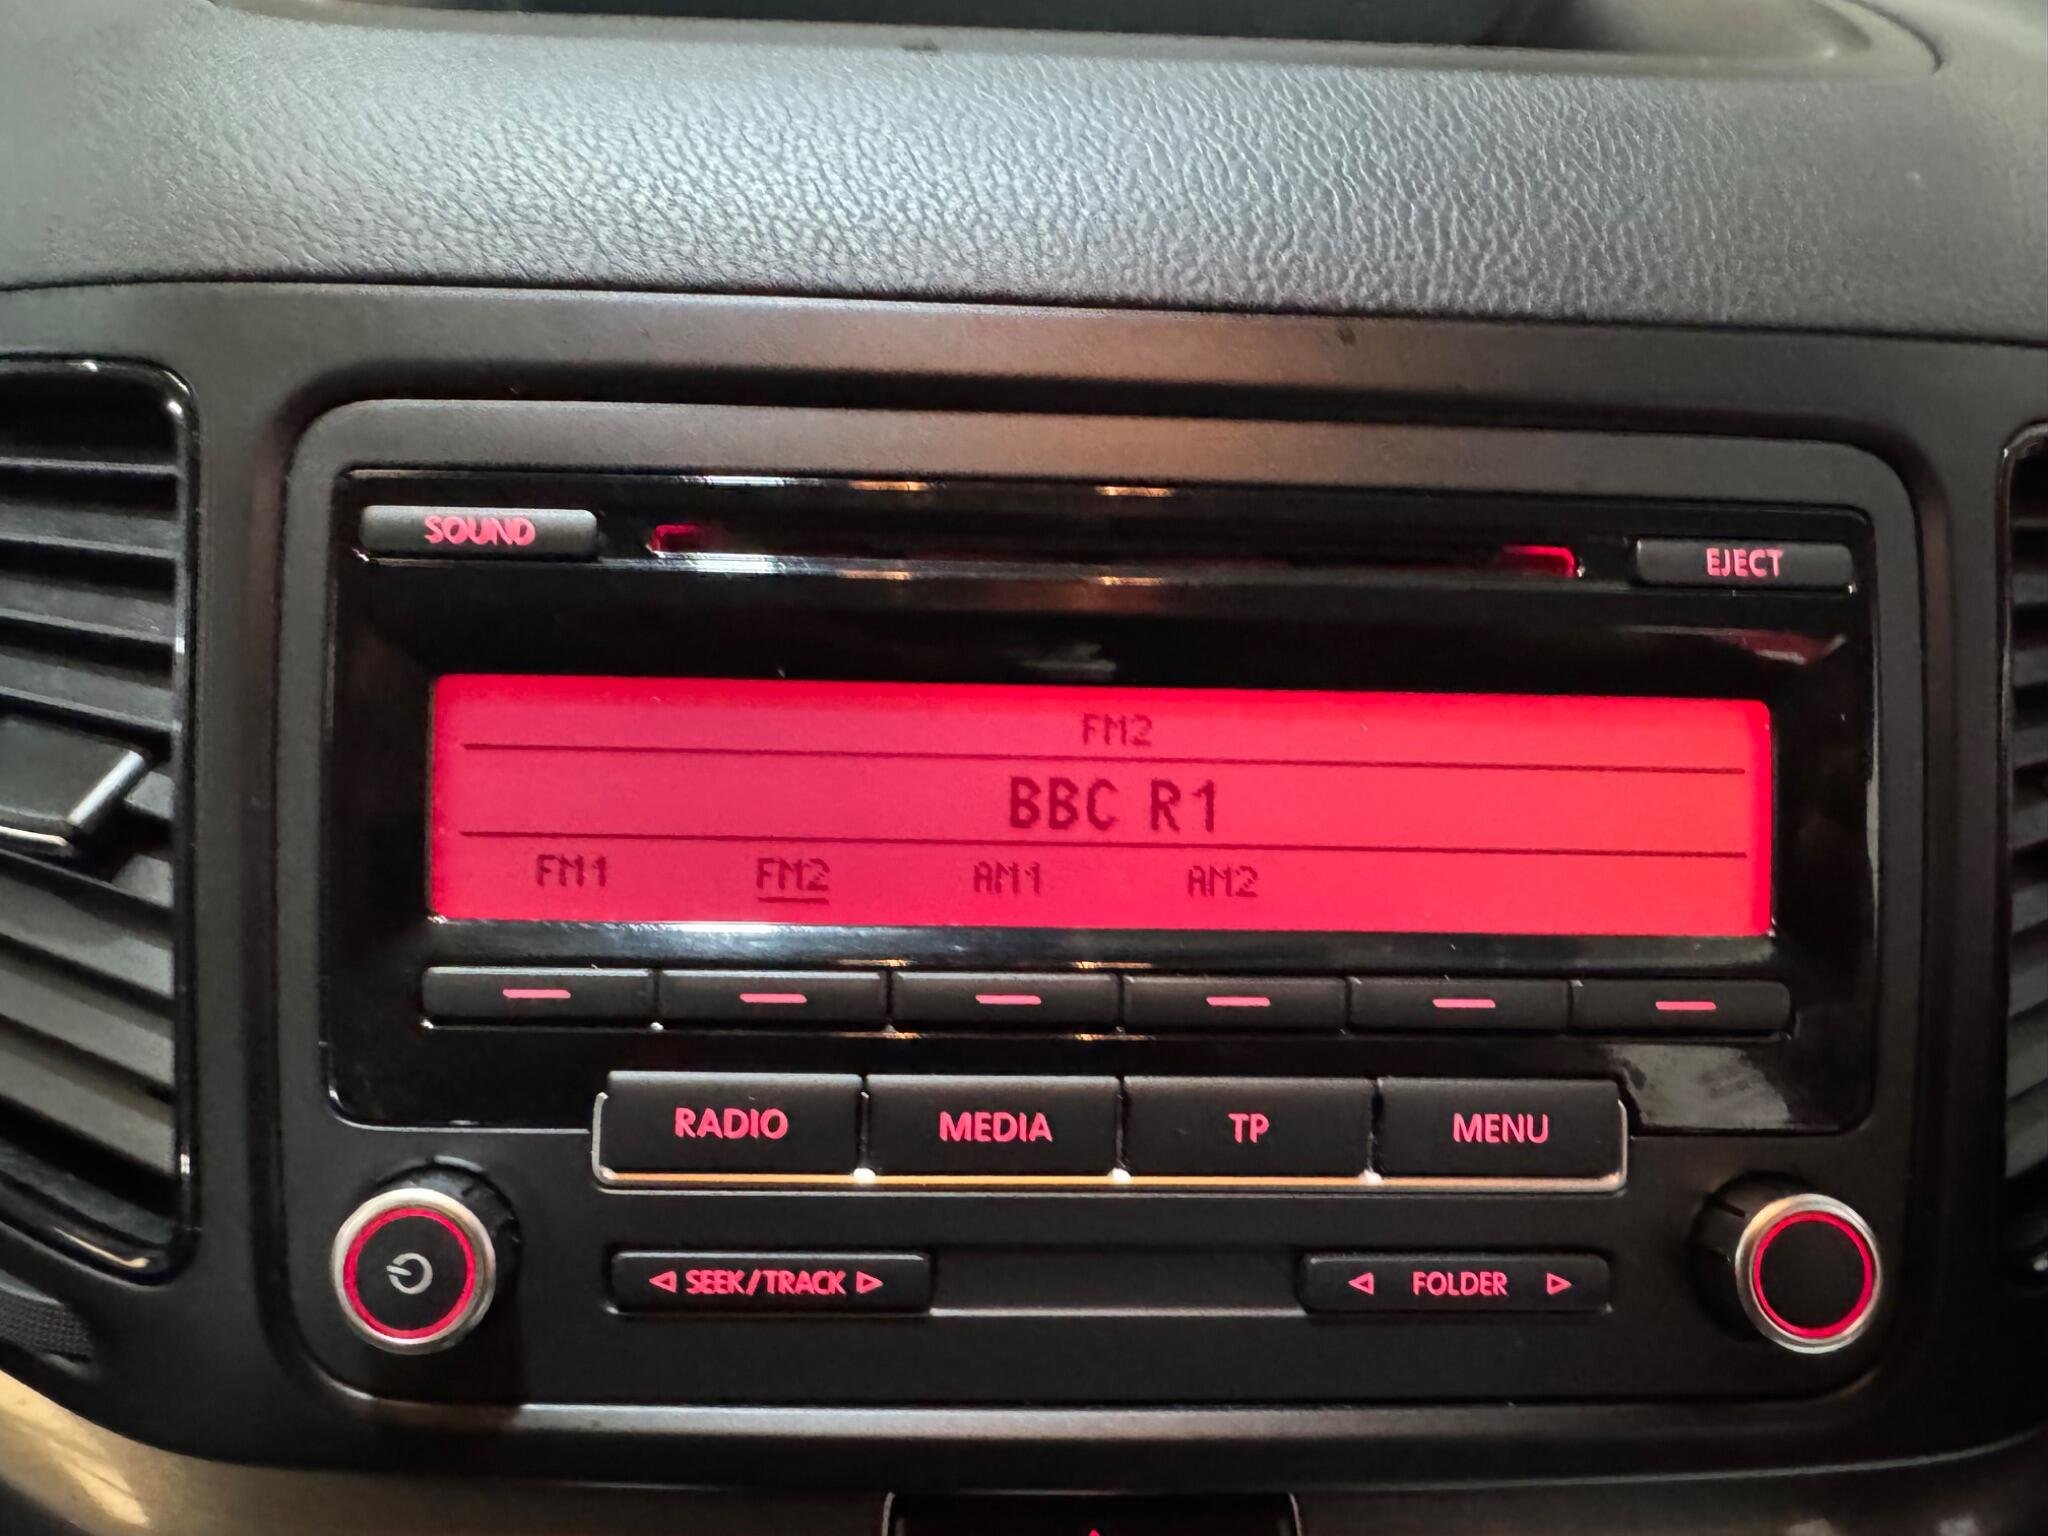 SOUND
EJECT
FM2
BBC R1
FM1 FM2 AM1 AM2
RADIO MEDIA TP MENU
SEEK/TRACK FOLDER